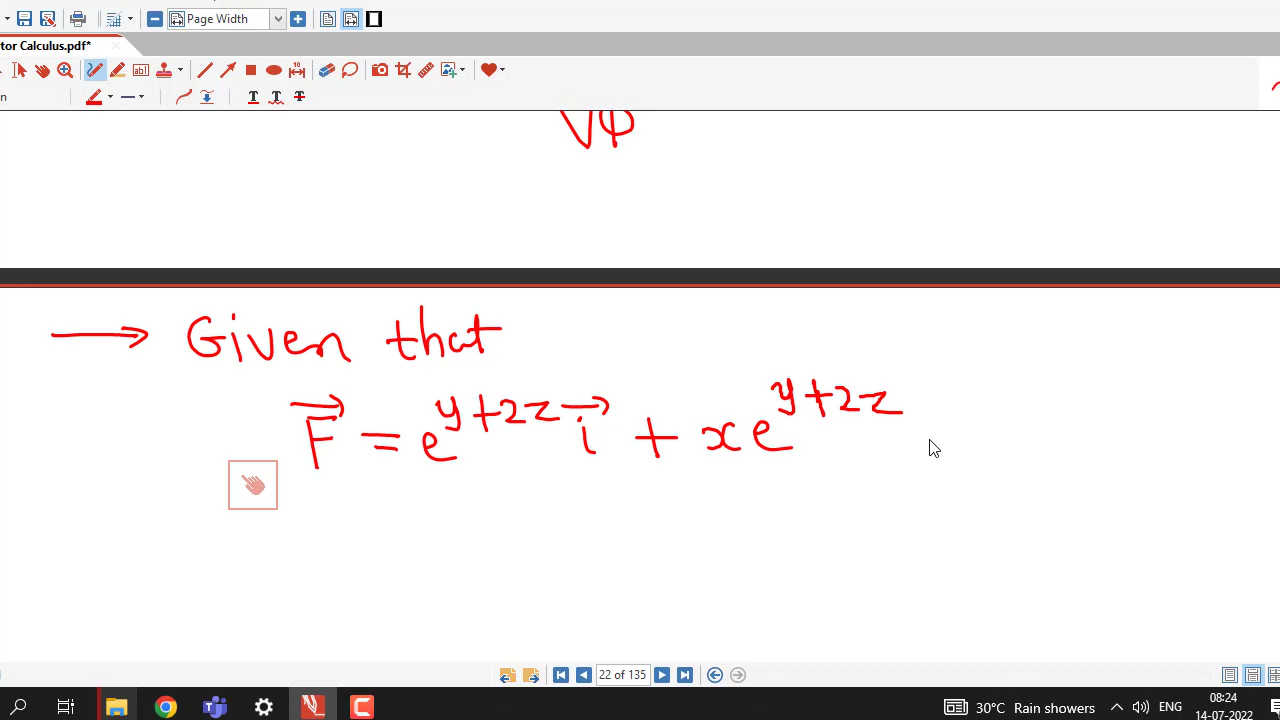 Page Width
tor Calculus.pdf*
T T T
n
∇φ
→ Given that
F⃗ = e^{y+2z} i⃗ + x e^{y+2z}
22 of 135
30°C Rain showers ENG 08:24
14-07-2022